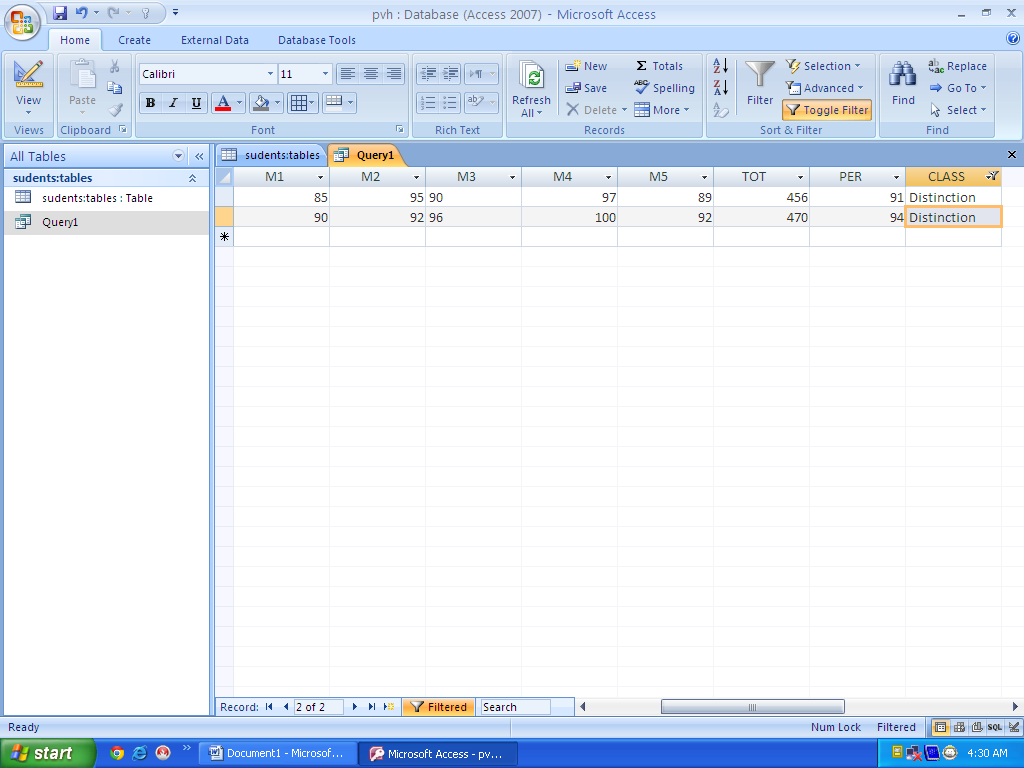 pvh : Database (Access 2007) - Microsoft Access
Home Create External Data Database Tools
View Paste Calibri 11 Refresh All New Save Delete Totals Spelling More Filter Selection Advanced Toggle Filter Find Replace Go To Select
B I U A
Views Clipboard Font Rich Text Records Sort & Filter Find
All Tables « sudents:tables Query1
sudents:tables M1 M2 M3 M4 M5 TOT PER CLASS
sudents:tables : Table 85 95 90 97 89 456 91 Distinction
Query1 90 92 96 100 92 470 94 Distinction
Record: 2 of 2 Filtered Search
Ready Num Lock Filtered SQL
start » Document1 - Microsof... Microsoft Access - pv... 4:30 AM